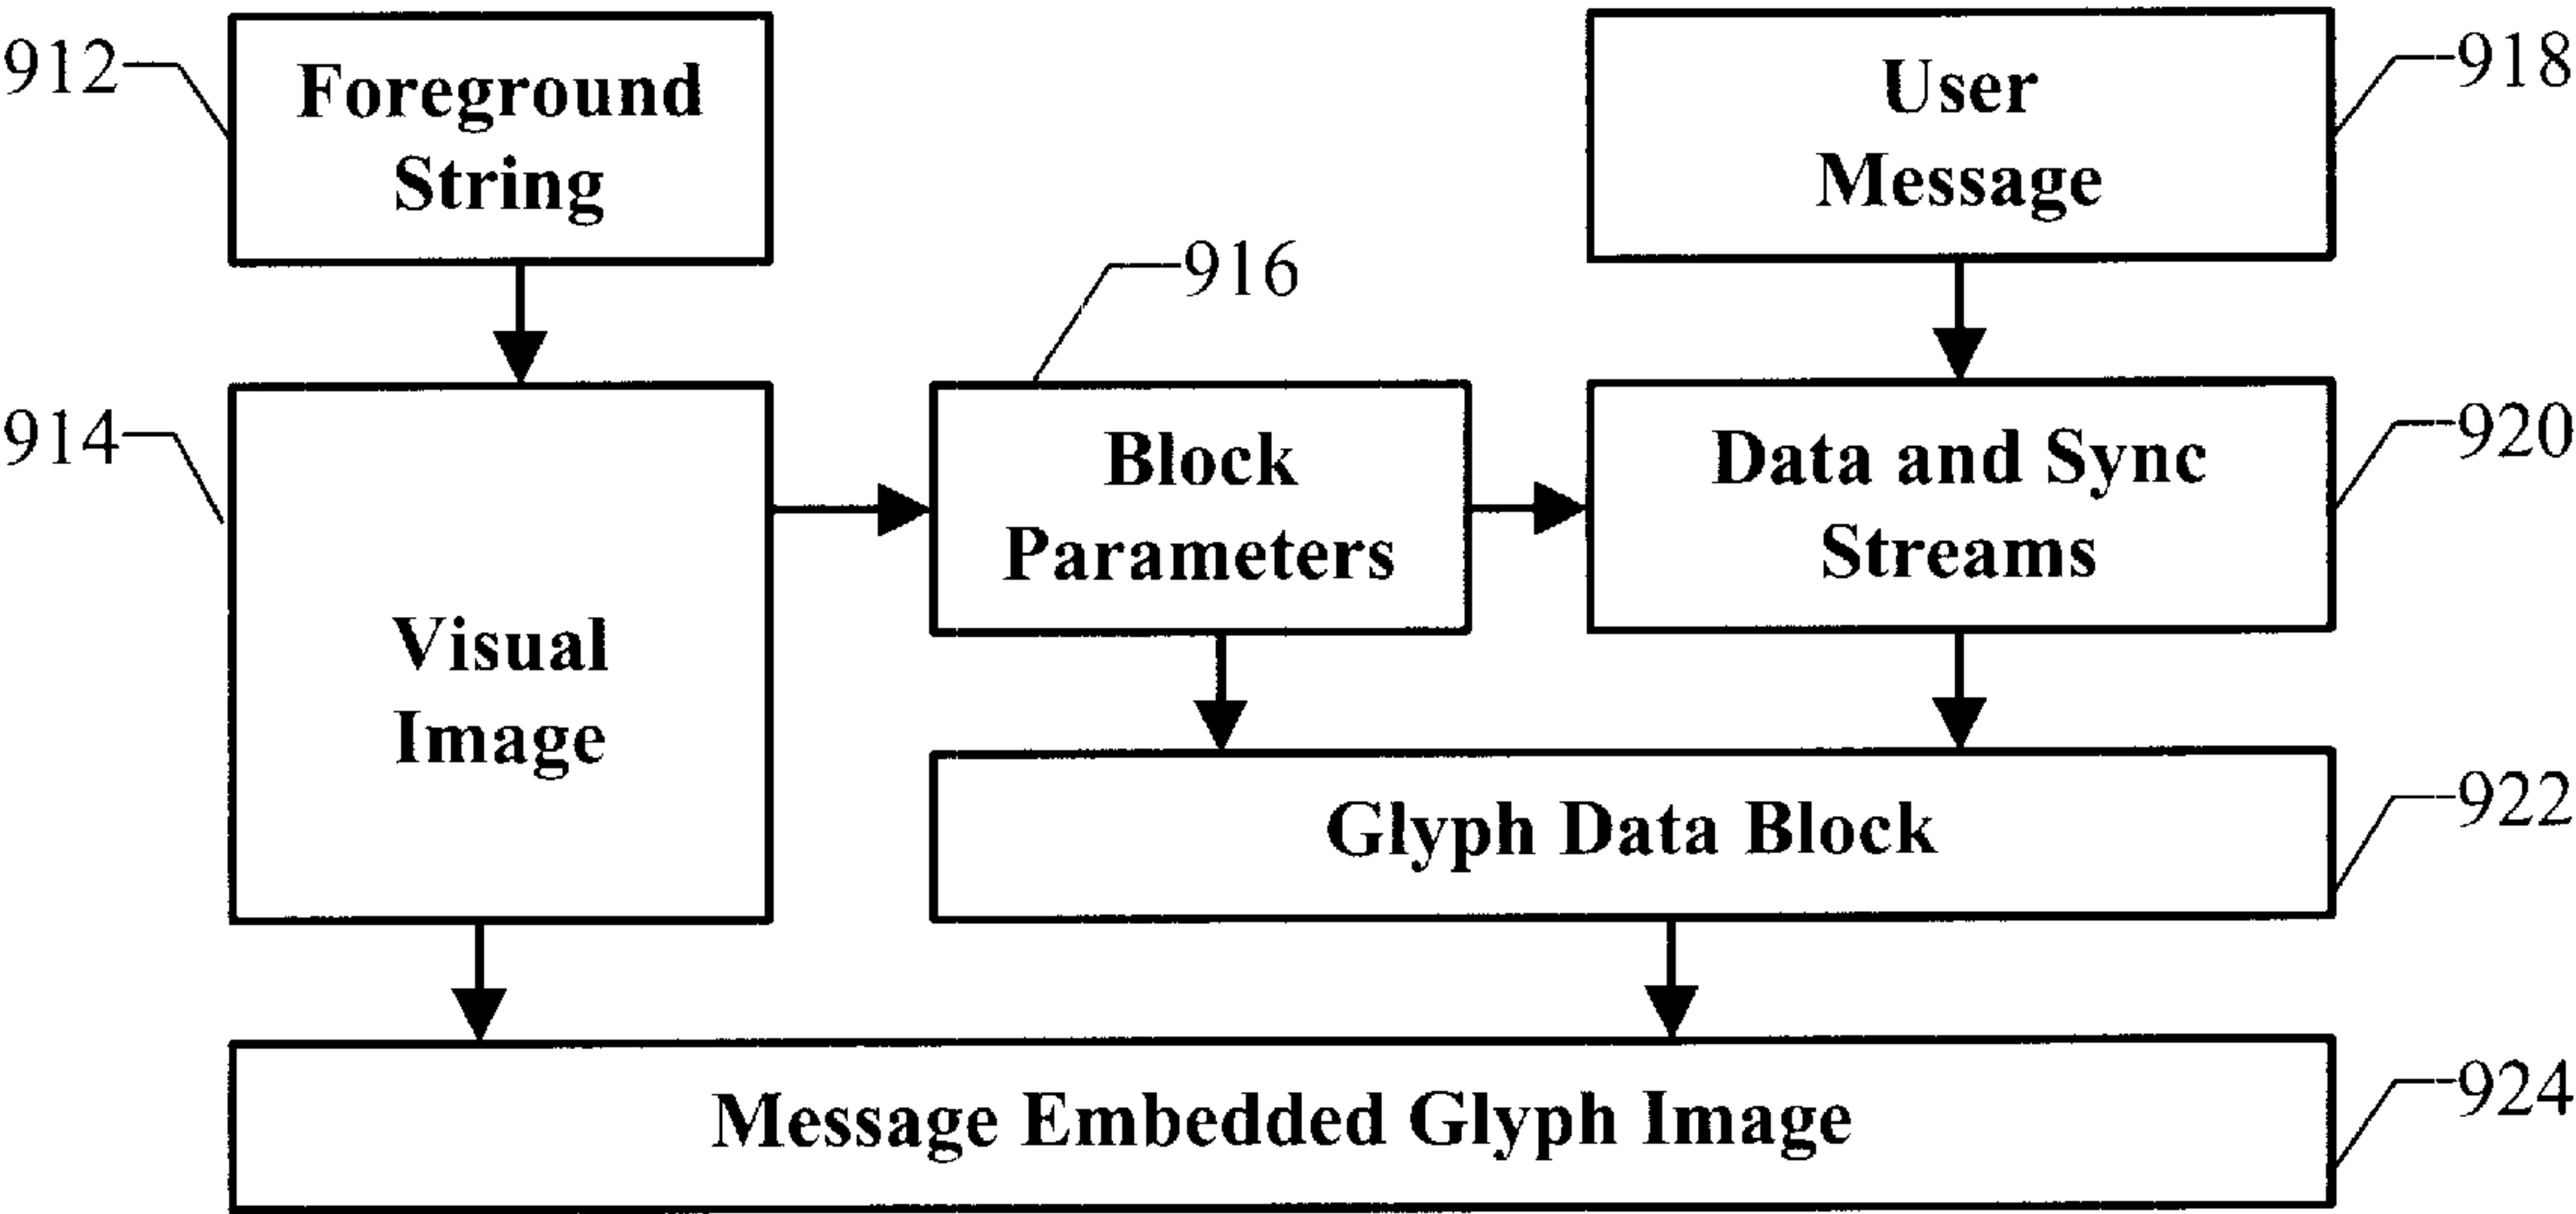 912
Foreground
String
918
User
Message
916
914
Visual
Image
Block
Parameters
920
Data and Sync
Streams
922
Glyph Data Block
924
Message Embedded Glyph Image